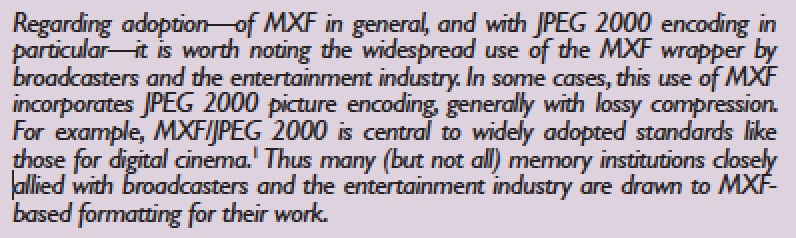 Regarding adoption—of MXF in general, and with JPEG 2000 encoding in
particular—it is worth noting the widespread use of the MXF wrapper by
broadcasters and the entertainment industry. In some cases, this use of MXF
incorporates JPEG 2000 picture encoding, generally with lossy compression.
For example, MXF/JPEG 2000 is central to widely adopted standards like
those for digital cinema.¹ Thus many (but not all) memory institutions closely
allied with broadcasters and the entertainment industry are drawn to MXF-
based formatting for their work.